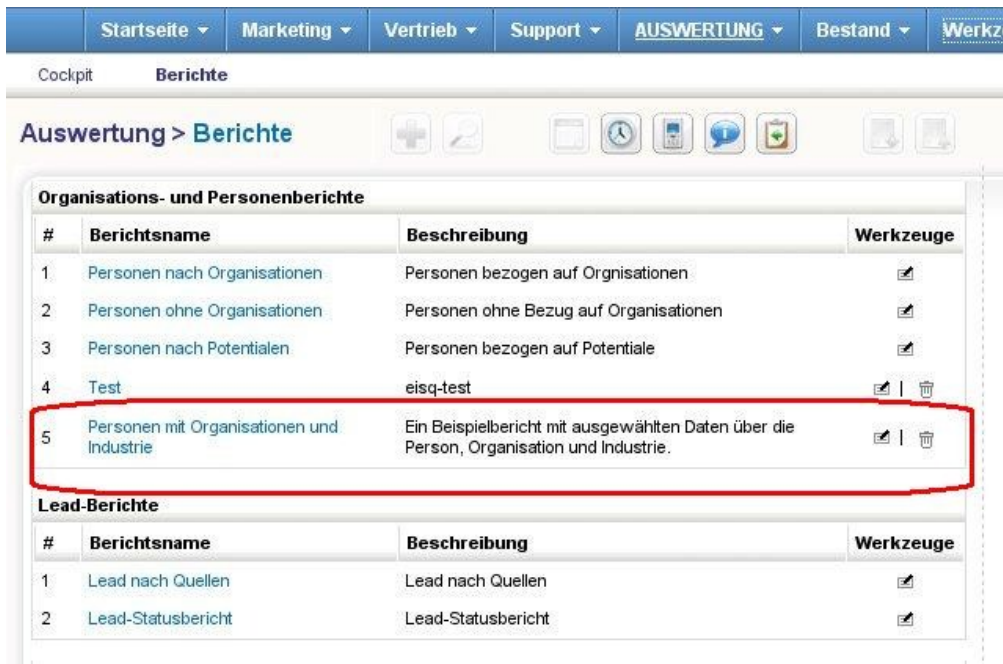 Startseite Marketing Vertrieb Support AUSWERTUNG Bestand Werkz
Cockpit Berichte
Auswertung > Berichte
Organisations- und Personenberichte
# Berichtsname Beschreibung Werkzeuge
1 Personen nach Organisationen Personen bezogen auf Orgnisationen
2 Personen ohne Organisationen Personen ohne Bezug auf Organisationen
3 Personen nach Potentialen Personen bezogen auf Potentiale
4 Test eisq-test
5 Personen mit Organisationen und Industrie Ein Beispielbericht mit ausgewählten Daten über die Person, Organisation und Industrie.
Lead-Berichte
# Berichtsname Beschreibung Werkzeuge
1 Lead nach Quellen Lead nach Quellen
2 Lead-Statusbericht Lead-Statusbericht